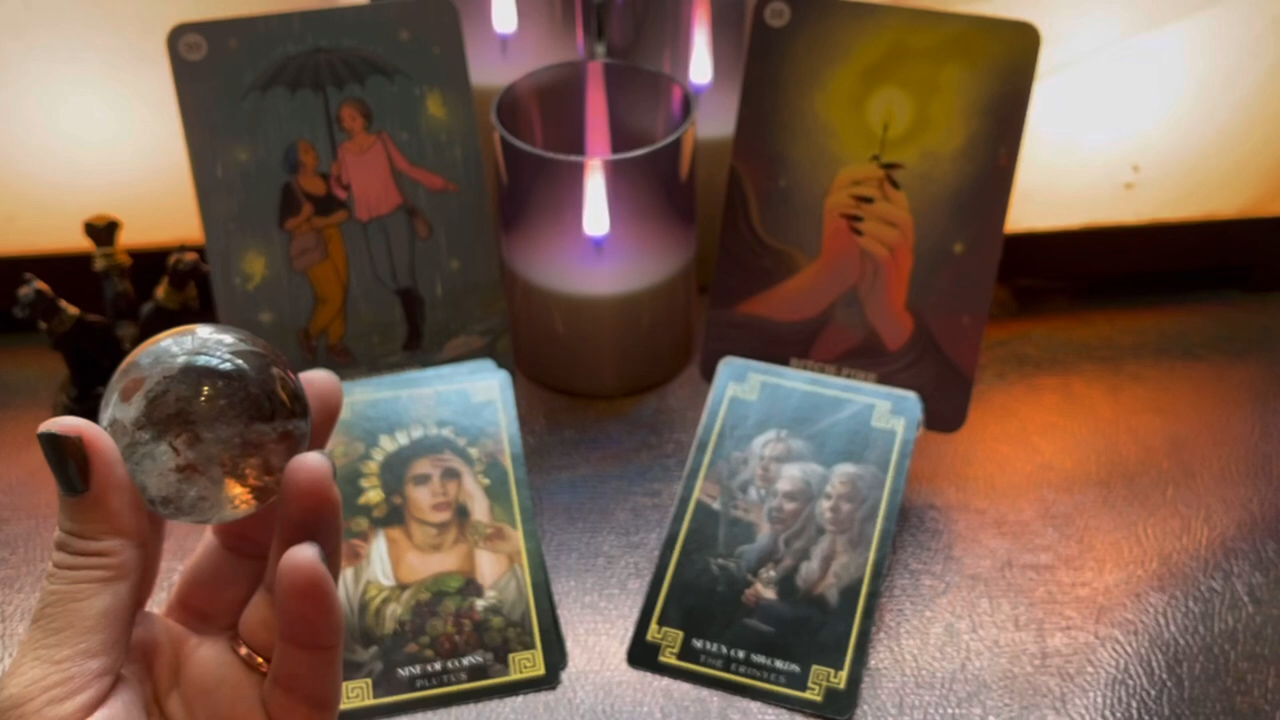 NINE OF COINS
PLUTUS
SEVEN OF SWORDS
THE ERINYES